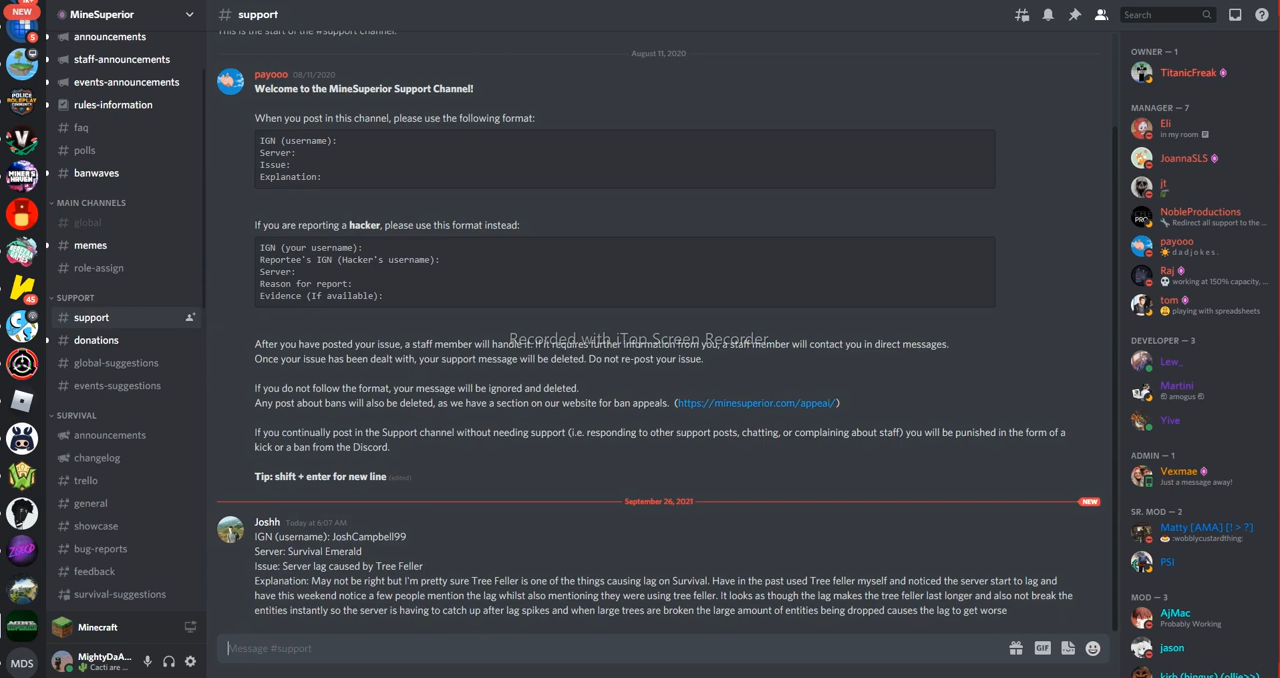 NEW
MineSuperior
announcements
staff-announcements
events-announcements
rules-information
faq
polls
banwaves
MAIN CHANNELS
global
memes
role-assign
SUPPORT
support
donations
global-suggestions
events-suggestions
SURVIVAL
announcements
changelog
trello
general
showcase
bug-reports
feedback
survival-suggestions
Minecraft
MightyDaA...
Cacti are ...
5
POLICE
ROLEPLAY
COMMUNITY
MINER'S
HAVEN
45
MDS
# support
Search
This is the start of the #support channel.
August 11, 2020
payooo 08/11/2020
Welcome to the MineSuperior Support Channel!
When you post in this channel, please use the following format:
IGN (username):
Server:
Issue:
Explanation:
If you are reporting a hacker, please use this format instead:
IGN (your username):
Reportee's IGN (Hacker's username):
Server:
Reason for report:
Evidence (If available):
Recorded with iTop Screen Recorder
After you have posted your issue, a staff member will handle it. If it requires further information from you, a staff member will contact you in direct messages.
Once your issue has been dealt with, your support message will be deleted. Do not re-post your issue.
If you do not follow the format, your message will be ignored and deleted.
Any post about bans will also be deleted, as we have a section on our website for ban appeals. (https://minesuperior.com/appeal/)
If you continually post in the Support channel without needing support (i.e. responding to other support posts, chatting, or complaining about staff) you will be punished in the form of a
kick or a ban from the Discord.
Tip: shift + enter for new line (edited)
September 26, 2021 NEW
Joshh Today at 6:07 AM
IGN (username): JoshCampbell99
Server: Survival Emerald
Issue: Server lag caused by Tree Feller
Explanation: May not be right but I'm pretty sure Tree Feller is one of the things causing lag on Survival. Have in the past used Tree feller myself and noticed the server start to lag and
have this weekend notice a few people mention the lag whilst also mentioning they were using tree feller. It looks as though the lag makes the tree feller last longer and also not break the
entities instantly so the server is having to catch up after lag spikes and when large trees are broken the large amount of entities being dropped causes the lag to get worse
Message #support
GIF
OWNER — 1
TitanicFreak
MANAGER — 7
Eli
in my room
JoannaSLS
jt
NobleProductions
Redirect all support to the ...
payooo
d a d j o k e s .
Raj
working at 150% capacity, ...
tom
playing with spreadsheets
DEVELOPER — 3
Lew_
Martini
amogus
Yive
ADMIN — 1
Vexmae
Just a message away!
SR. MOD — 2
Matty [AMA] [! > ?]
:wobblycustardthing:
PSI
MOD — 3
AjMac
Probably Working
jason
kirb (bingus) (ollie>>)